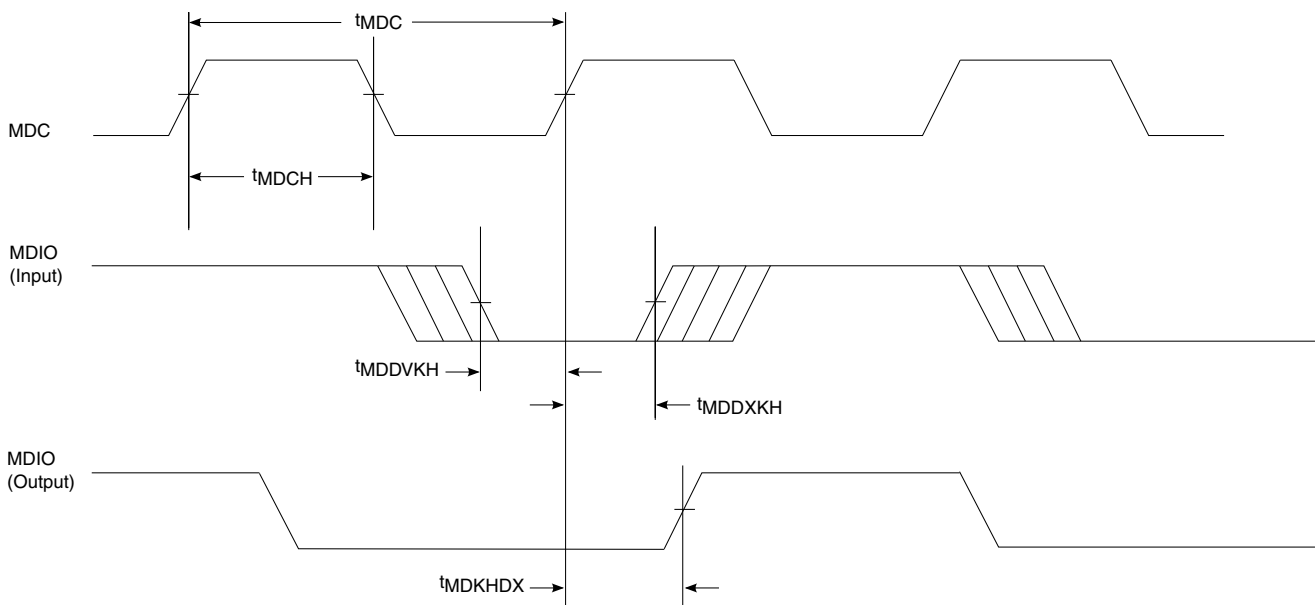 tMDC
MDC
tMDCH
MDIO
(Input)
tMDDVKH
tMDDXKH
MDIO
(Output)
tMDKHDX